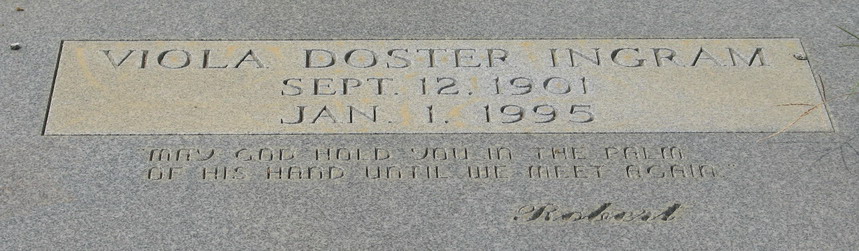 VIOLA DOSTER INGRAM
SEPT. 12, 1901
JAN. 1, 1995
"MAY GOD HOLD YOU IN THE PALM
OF HIS HAND UNTIL WE MEET AGAIN"
Robert